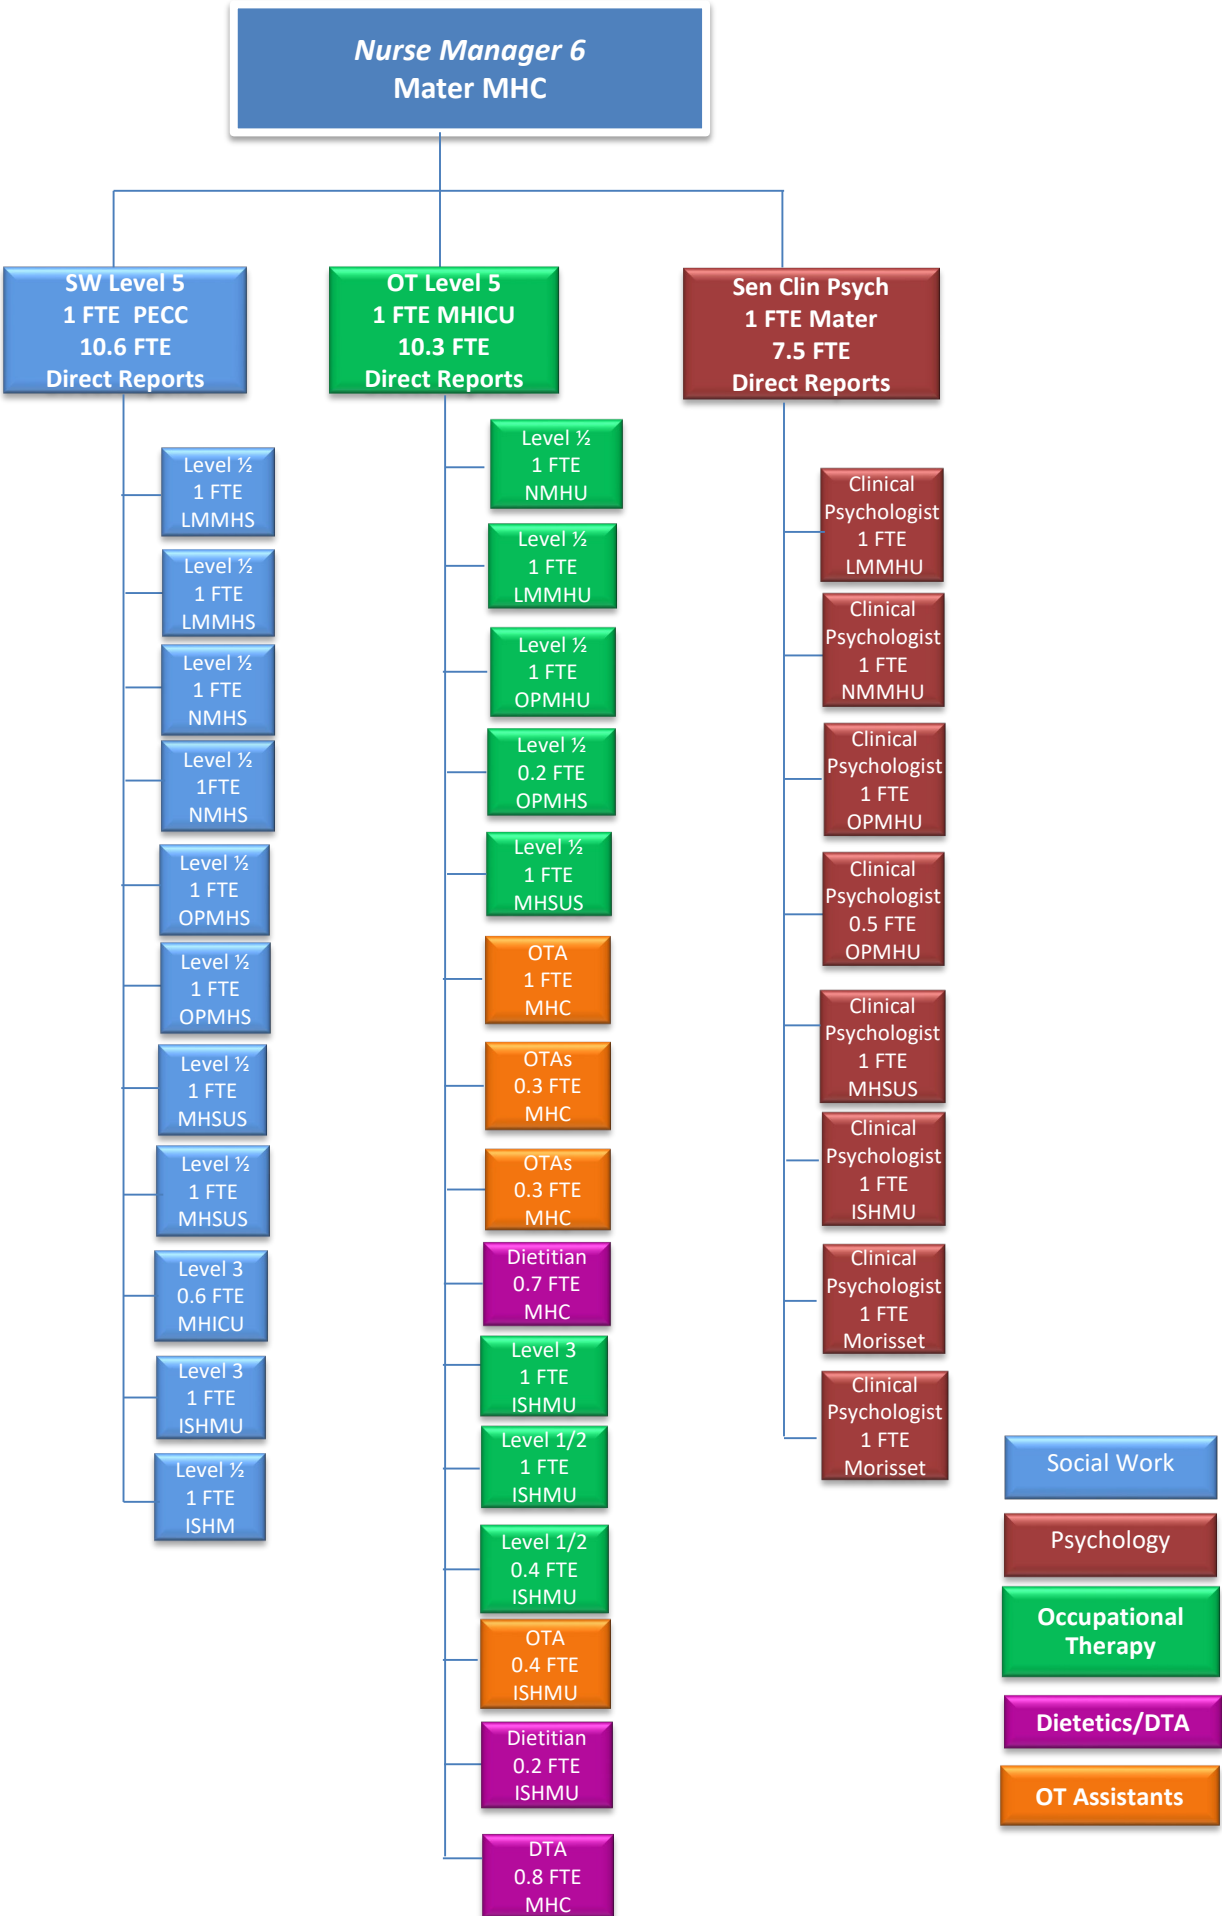 Nurse Manager 6
Mater MHC
SW Level 5
1 FTE  PECC
10.6 FTE
Direct Reports
Level ½
1 FTE
LMMHS
Level ½
1 FTE
LMMHS
Level ½
1 FTE
NMHS
Level ½
1FTE
NMHS
Level ½
1 FTE
OPMHS
Level ½
1 FTE
OPMHS
Level ½
1 FTE
MHSUS
Level ½
1 FTE
MHSUS
Level 3
0.6 FTE
MHICU
Level 3
1 FTE
ISHMU
Level ½
1 FTE
ISHM
OT Level 5
1 FTE MHICU
10.3 FTE
Direct Reports
Level ½
1 FTE
NMHU
Level ½
1 FTE
LMMHU
Level ½
1 FTE
OPMHU
Level ½
0.2 FTE
OPMHS
Level ½
1 FTE
MHSUS
OTA
1 FTE
MHC
OTAs
0.3 FTE
MHC
OTAs
0.3 FTE
MHC
Dietitian
0.7 FTE
MHC
Level 3
1 FTE
ISHMU
Level 1/2
1 FTE
ISHMU
Level 1/2
0.4 FTE
ISHMU
OTA
0.4 FTE
ISHMU
Dietitian
0.2 FTE
ISHMU
DTA
0.8 FTE
MHC
Sen Clin Psych
1 FTE Mater
7.5 FTE
Direct Reports
Clinical
Psychologist
1 FTE
LMMHU
Clinical
Psychologist
1 FTE
NMMHU
Clinical
Psychologist
1 FTE
OPMHU
Clinical
Psychologist
0.5 FTE
OPMHU
Clinical
Psychologist
1 FTE
MHSUS
Clinical
Psychologist
1 FTE
ISHMU
Clinical
Psychologist
1 FTE
Morisset
Clinical
Psychologist
1 FTE
Morisset
Social Work
Psychology
Occupational
Therapy
Dietetics/DTA
OT Assistants